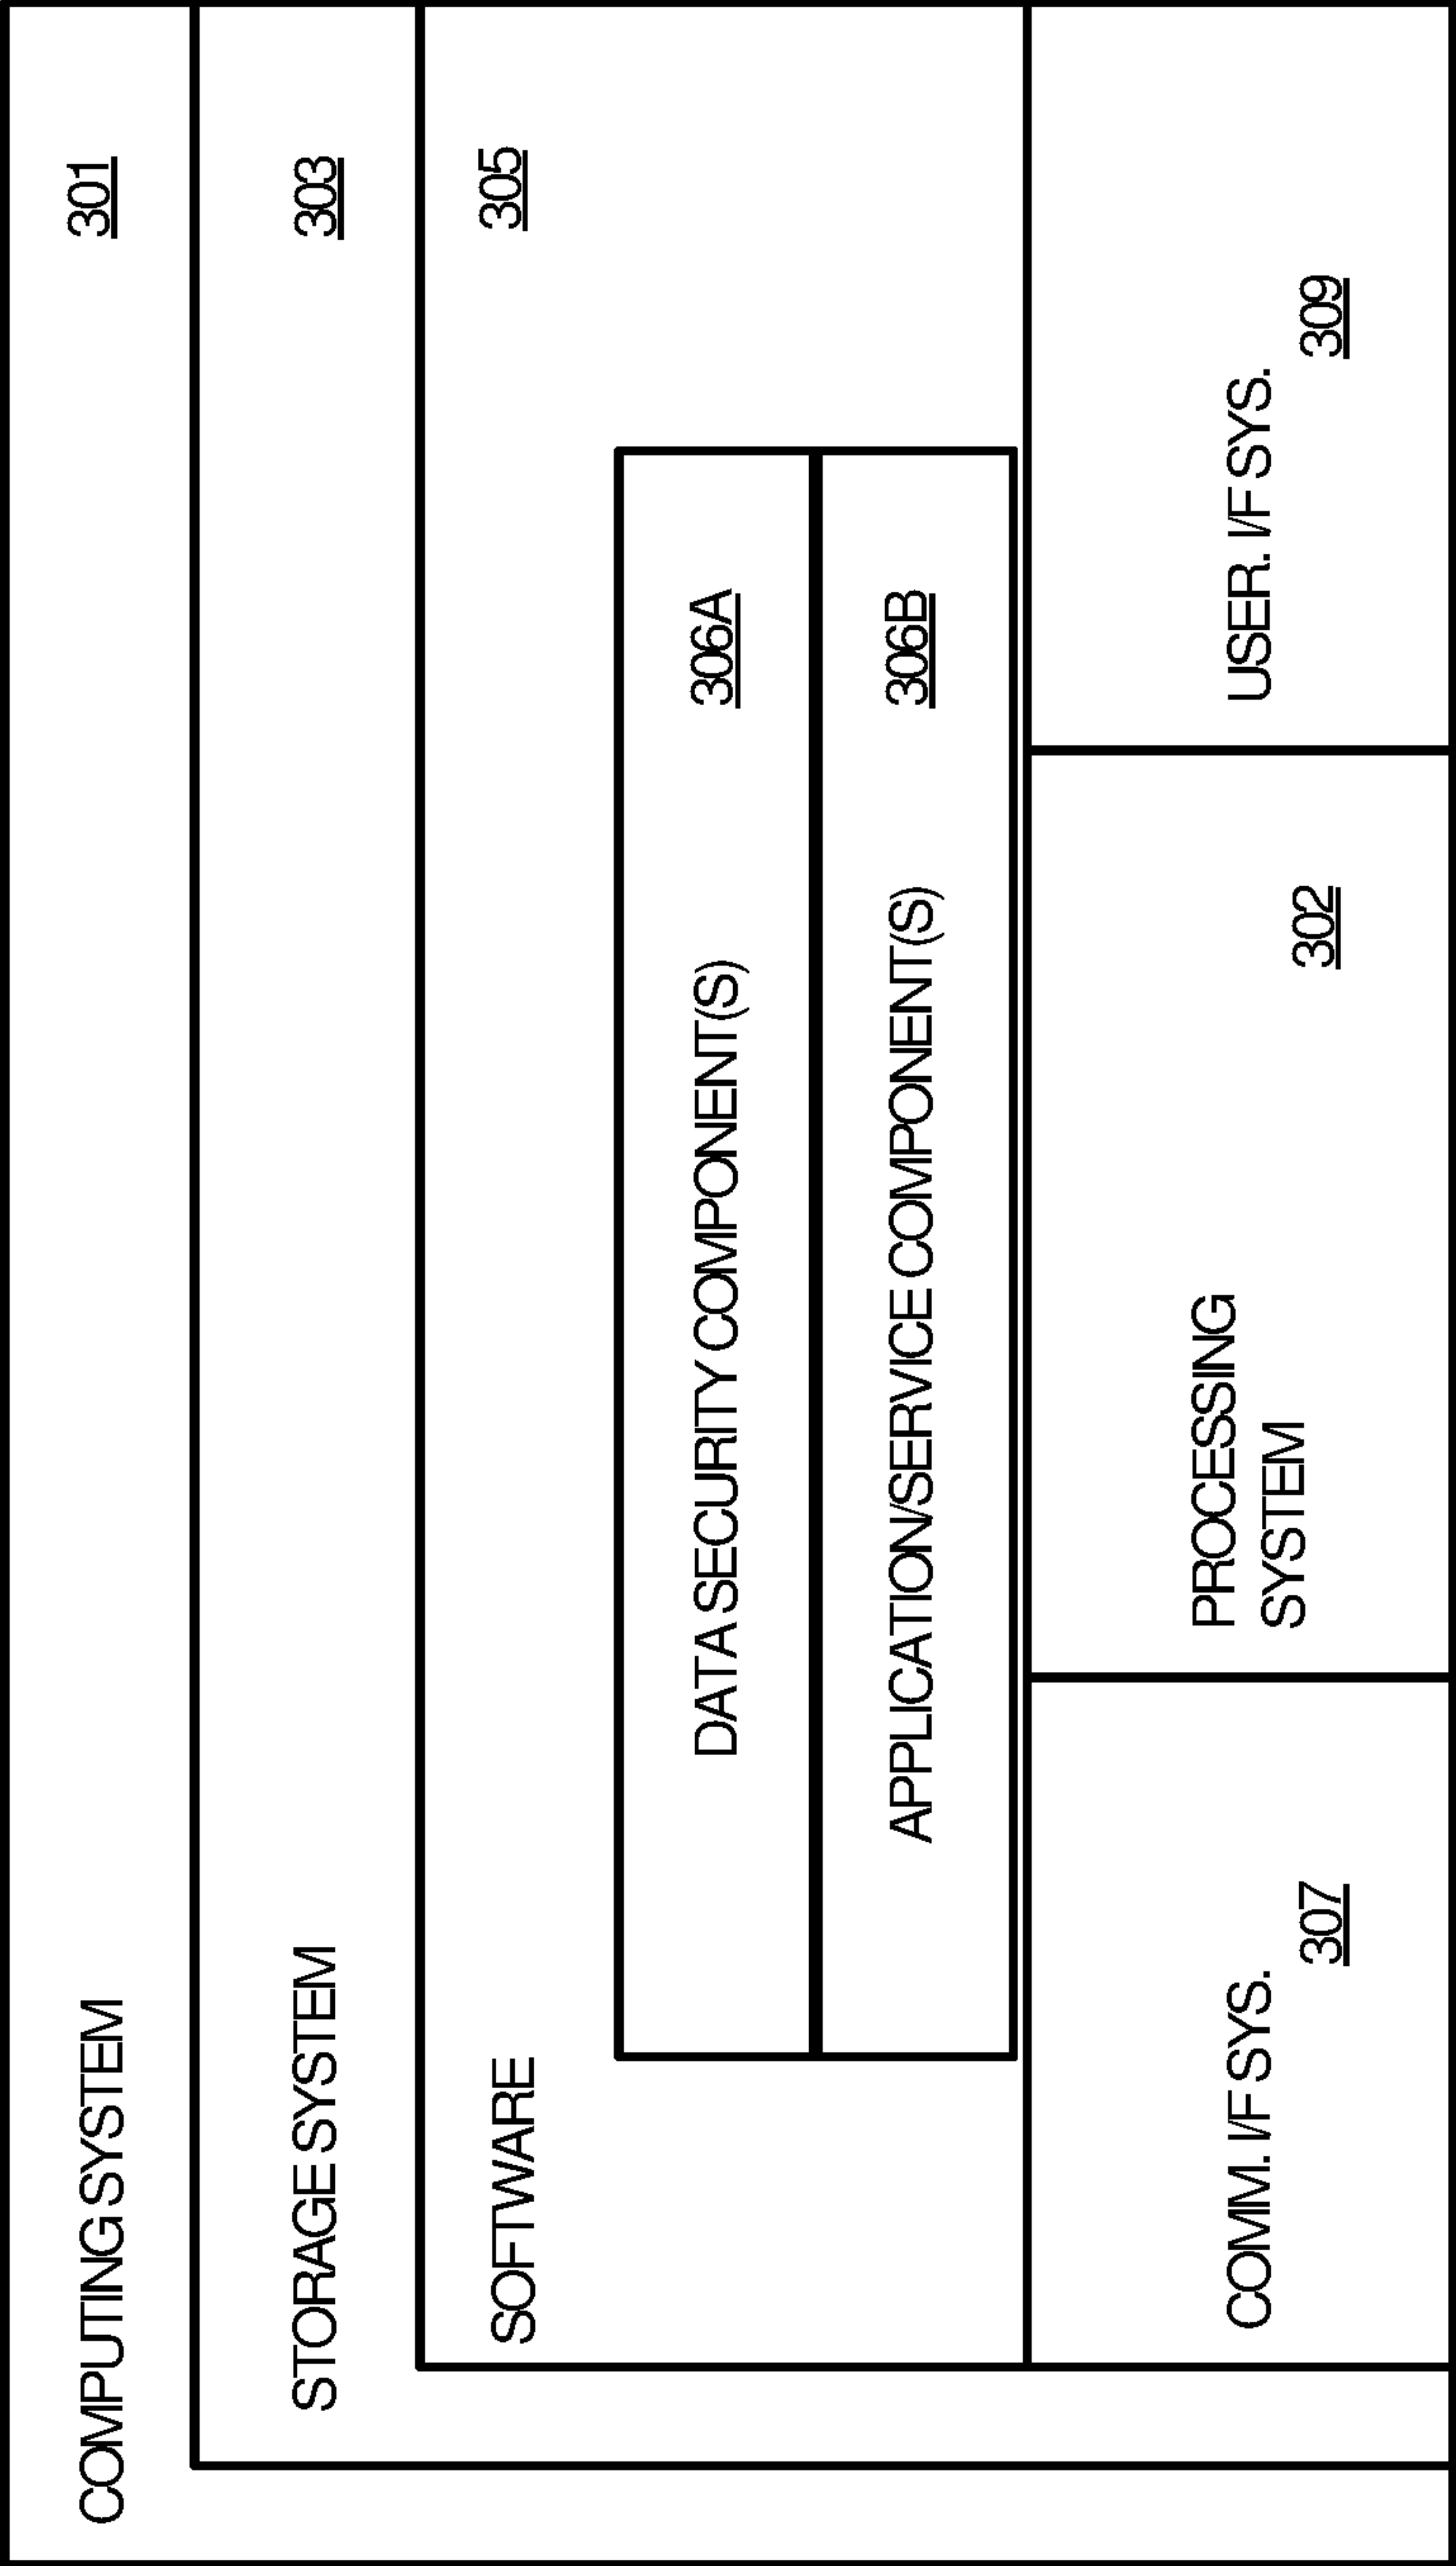 COMPUTING SYSTEM 301
STORAGE SYSTEM 303
SOFTWARE 305
DATA SECURITY COMPONENT(S) 306A
APPLICATION/SERVICE COMPONENT(S) 306B
COMM. I/F SYS.
307
PROCESSING
SYSTEM
302
USER. I/F SYS.
309